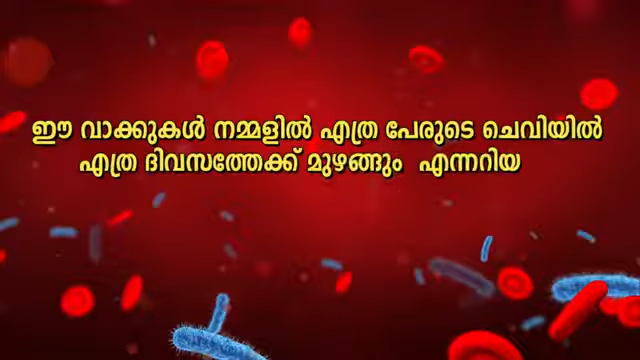 ഈ വാക്കുകൾ നമ്മളിൽ എത്ര പേരുടെ ചെവിയിൽ
എത്ര ദിവസത്തേക്ക് മുഴങ്ങും എന്നറിയ